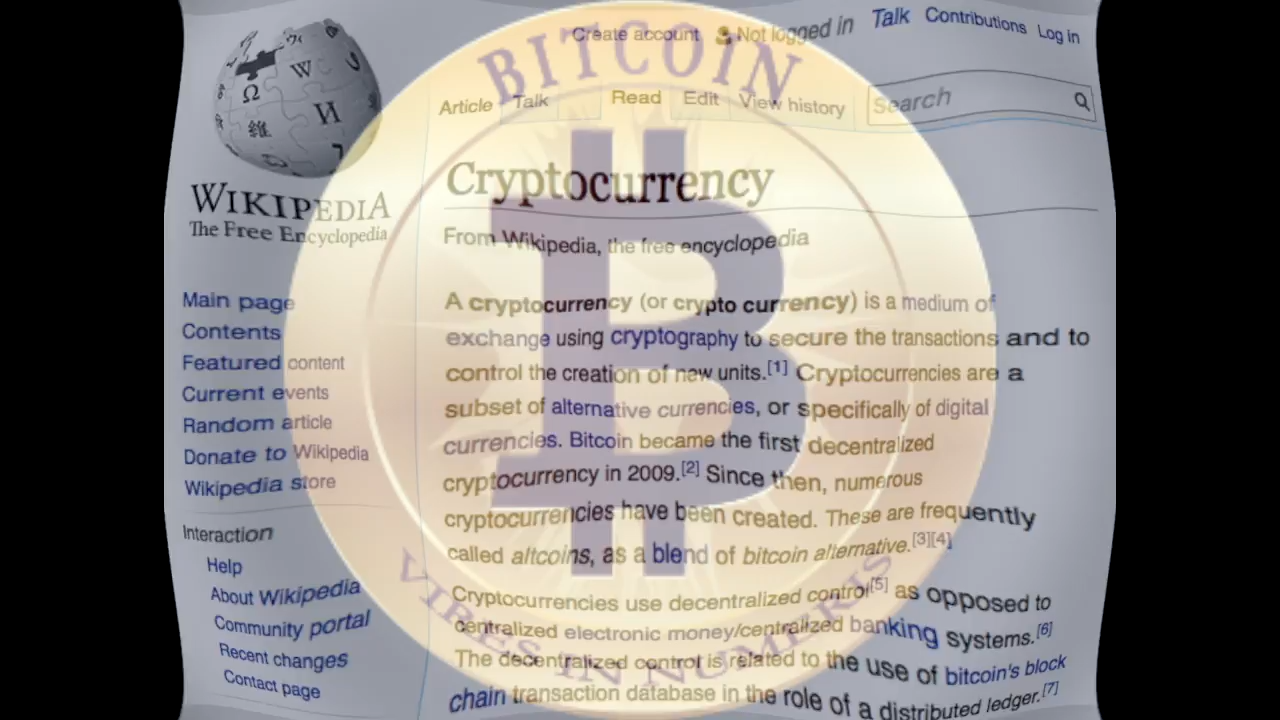 Create account Not logged in Talk Contributions Log in
BITCOIN
Article Talk Read Edit View history Search
WIKIPEDIA
The Free Encyclopedia
Cryptocurrency
From Wikipedia, the free encyclopedia
Main page
Contents
Featured content
Current events
Random article
Donate to Wikipedia
Wikipedia store
Interaction
Help
About Wikipedia
Community portal
Recent changes
Contact page
A cryptocurrency (or crypto currency) is a medium of
exchange using cryptography to secure the transactions and to
control the creation of new units.[1] Cryptocurrencies are a
subset of alternative currencies, or specifically of digital
currencies. Bitcoin became the first decentralized
cryptocurrency in 2009.[2] Since then, numerous
cryptocurrencies have been created. These are frequently
called altcoins, as a blend of bitcoin alternative.[3][4]
Cryptocurrencies use decentralized control[5] as opposed to
centralized electronic money/centralized banking systems.[6]
The decentralized control is related to the use of bitcoin's block
chain transaction database in the role of a distributed ledger.[7]
VIRES IN NUMERIS